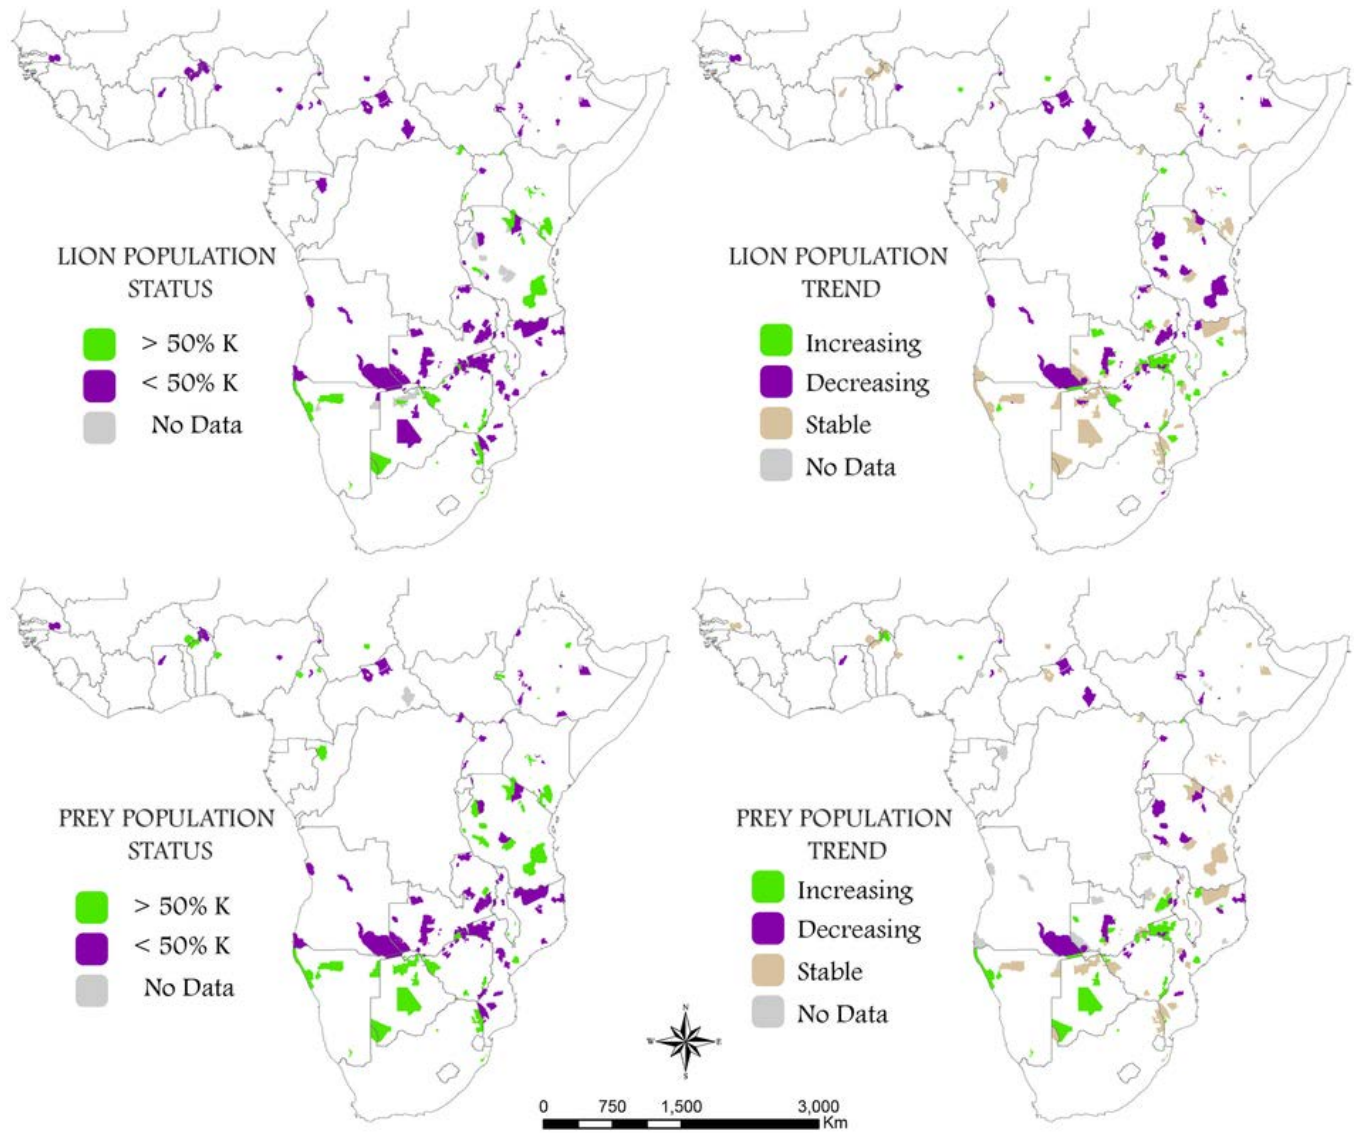 LION POPULATION
STATUS
> 50% K
< 50% K
No Data
LION POPULATION
TREND
Increasing
Decreasing
Stable
No Data
PREY POPULATION
STATUS
> 50% K
< 50% K
No Data
PREY POPULATION
TREND
Increasing
Decreasing
Stable
No Data
N
W E
S
0 750 1,500 3,000
Km